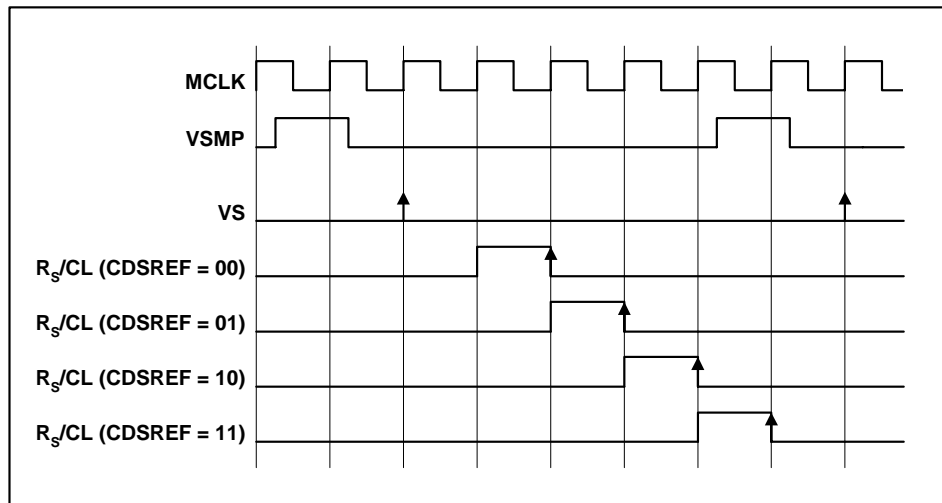 MCLK
VSMP
VS
RS/CL (CDSREF = 00)
RS/CL (CDSREF = 01)
RS/CL (CDSREF = 10)
RS/CL (CDSREF = 11)